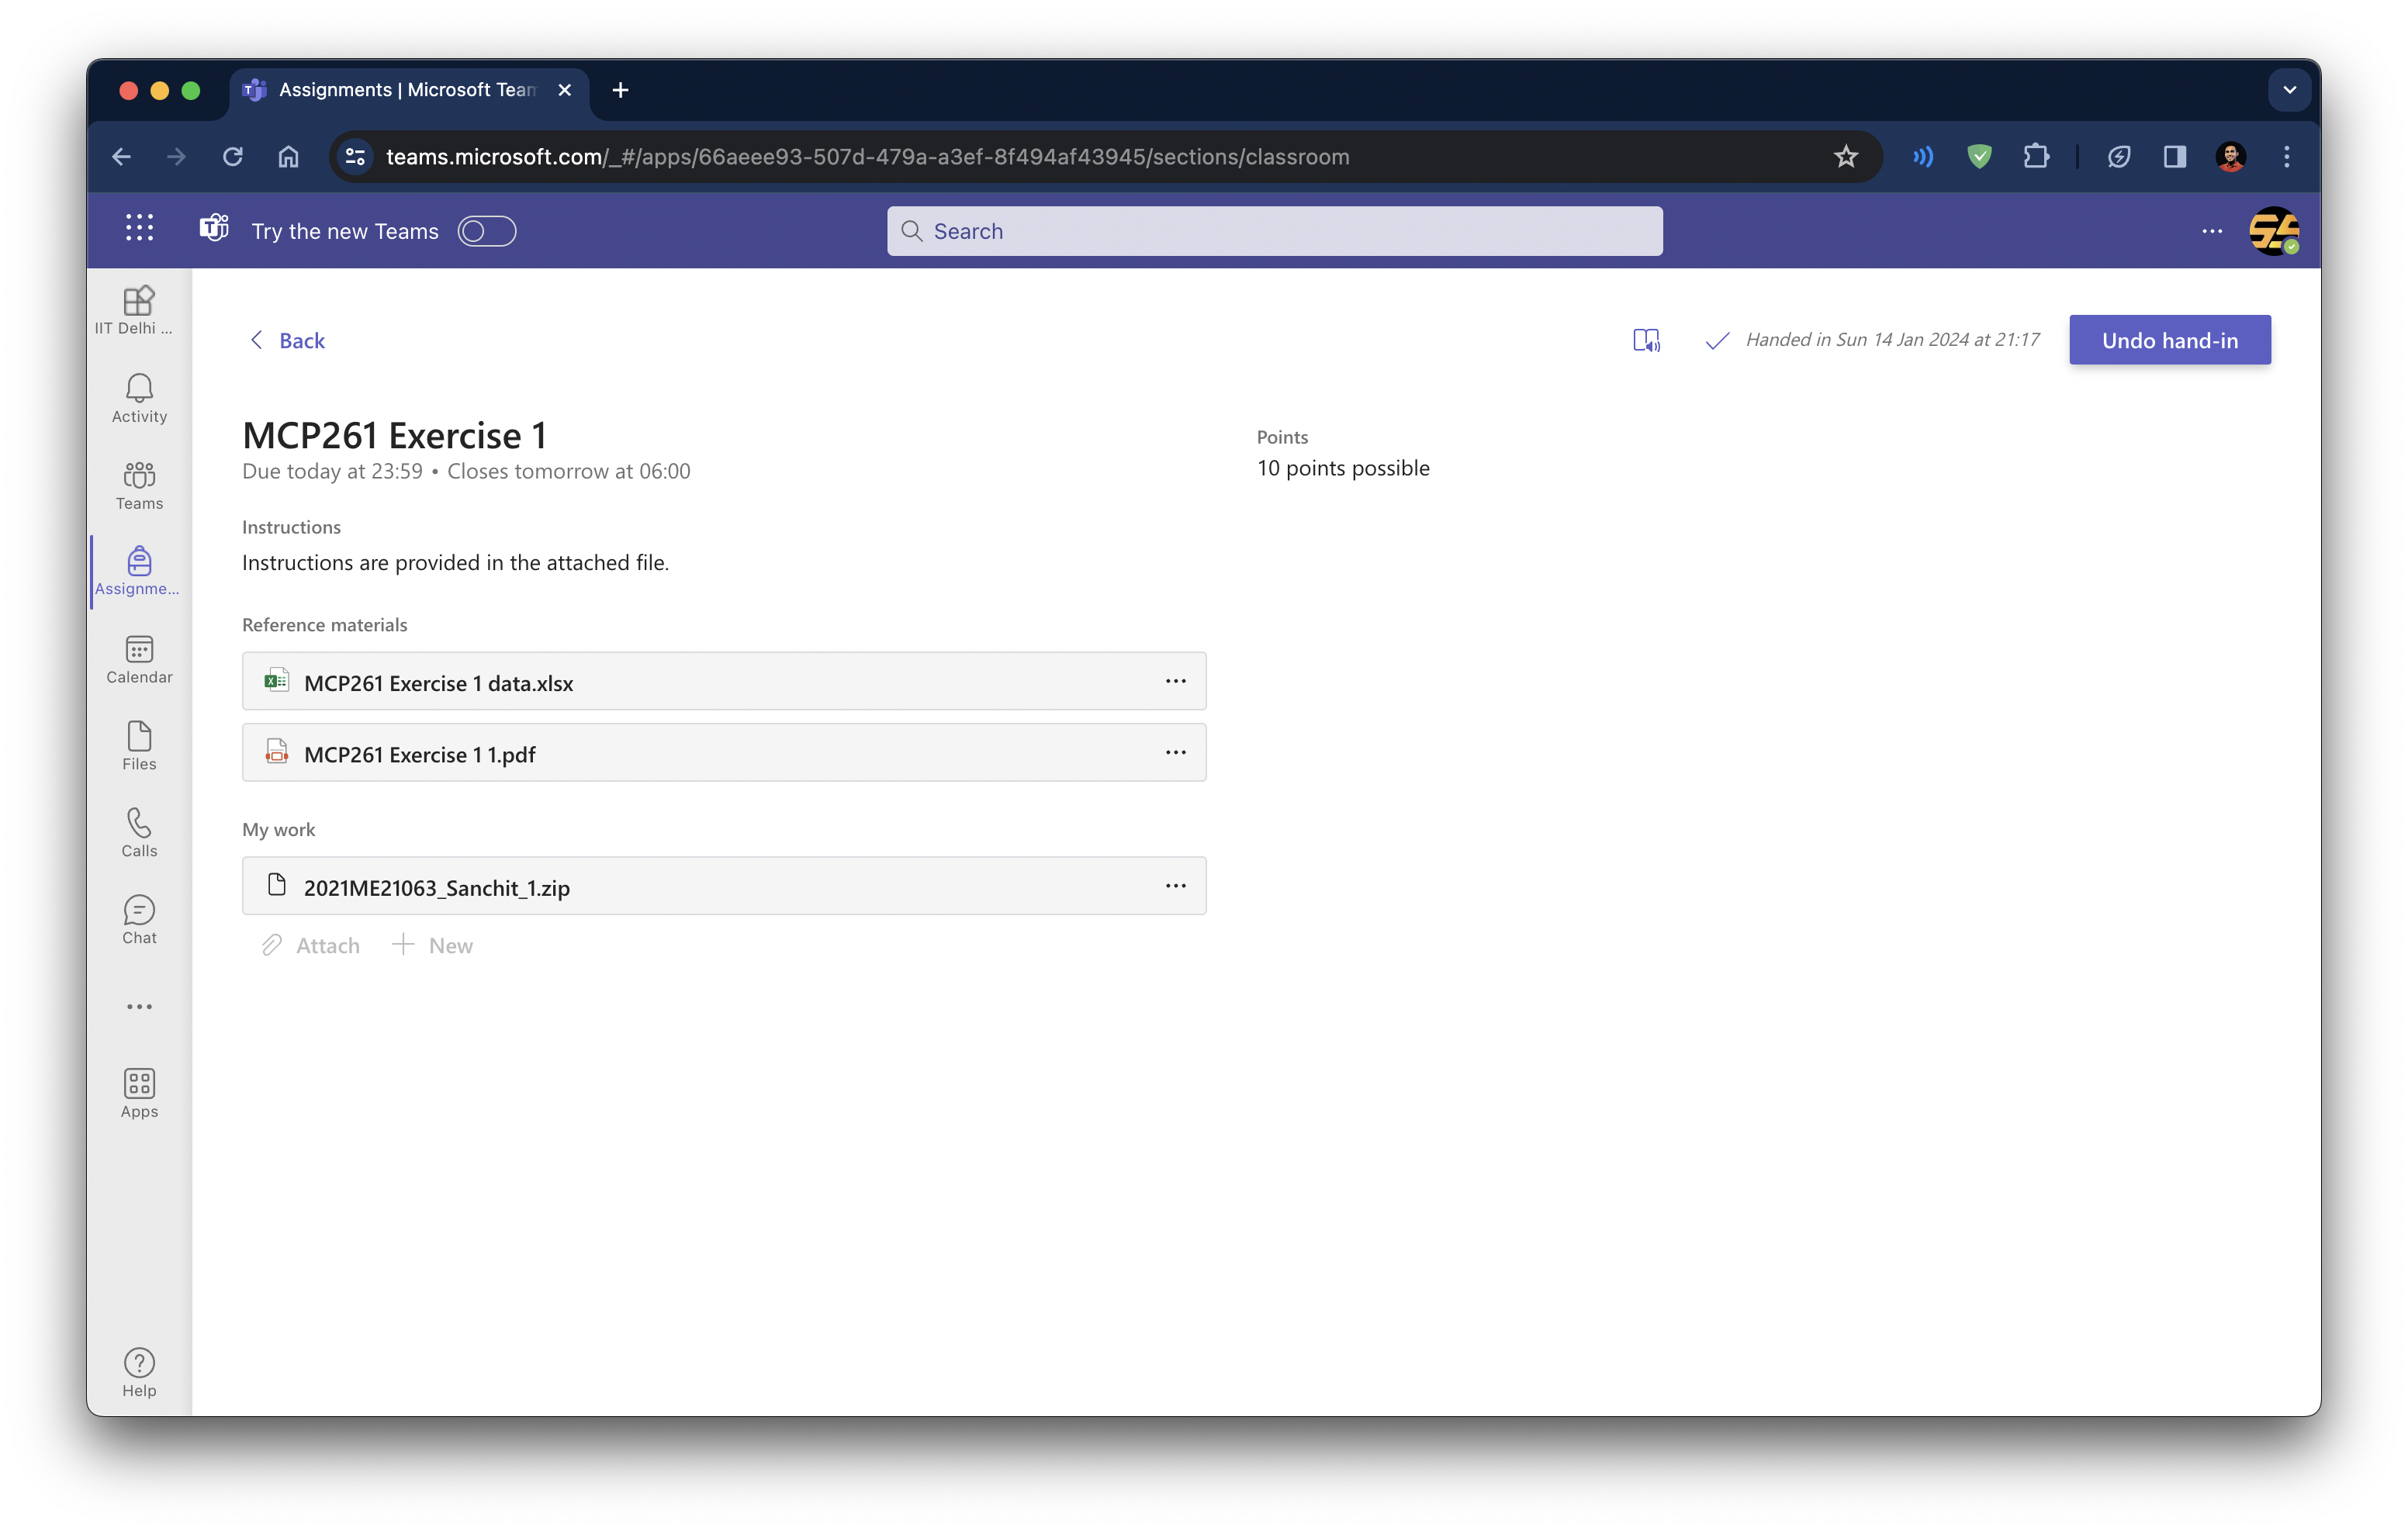 Assignments | Microsoft Team
teams.microsoft.com/_#/apps/66aeee93-507d-479a-a3ef-8f494af43945/sections/classroom
Try the new Teams
Search
IIT Delhi ...
Activity
Teams
Assignme...
Calendar
Files
Calls
Chat
Apps
Help
Back
Handed in Sun 14 Jan 2024 at 21:17
Undo hand-in
MCP261 Exercise 1
Due today at 23:59 • Closes tomorrow at 06:00
Points
10 points possible
Instructions
Instructions are provided in the attached file.
Reference materials
MCP261 Exercise 1 data.xlsx
MCP261 Exercise 1 1.pdf
My work
2021ME21063_Sanchit_1.zip
Attach
New